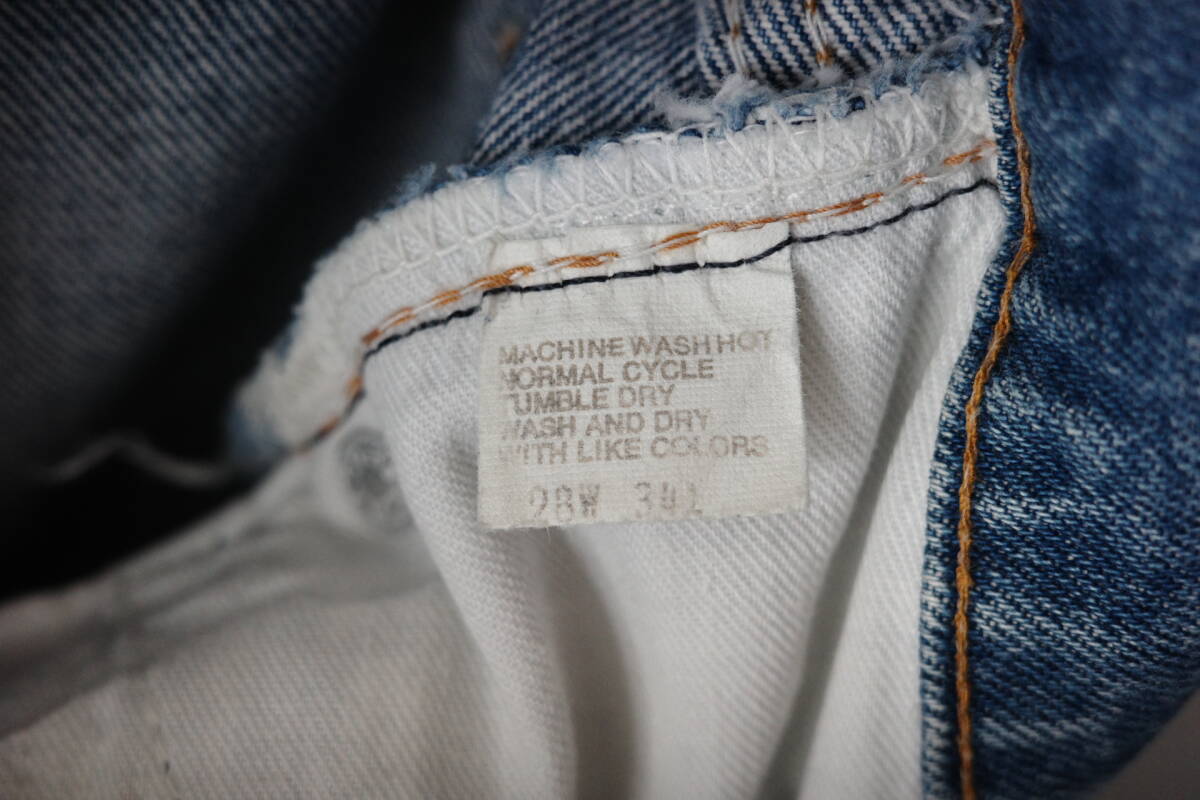 MACHINE WASH HOT
NORMAL CYCLE
TUMBLE DRY
WASH AND DRY
WITH LIKE COLORS
28W 34L